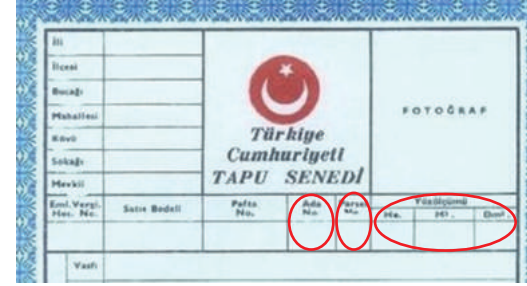 İli
İlçesi
Bucağı
Mahallesi
Köyü
Sokağı
Mevkii
Türkiye
Cumhuriyeti
TAPU SENEDİ
FOTOĞRAF
Eml. Vergi. Hes. No.
Satış Bedeli
Pafta No.
Ada No.
Parsel No.
Yüzölçümü
Ha.
M².
Dm².
Vasfı